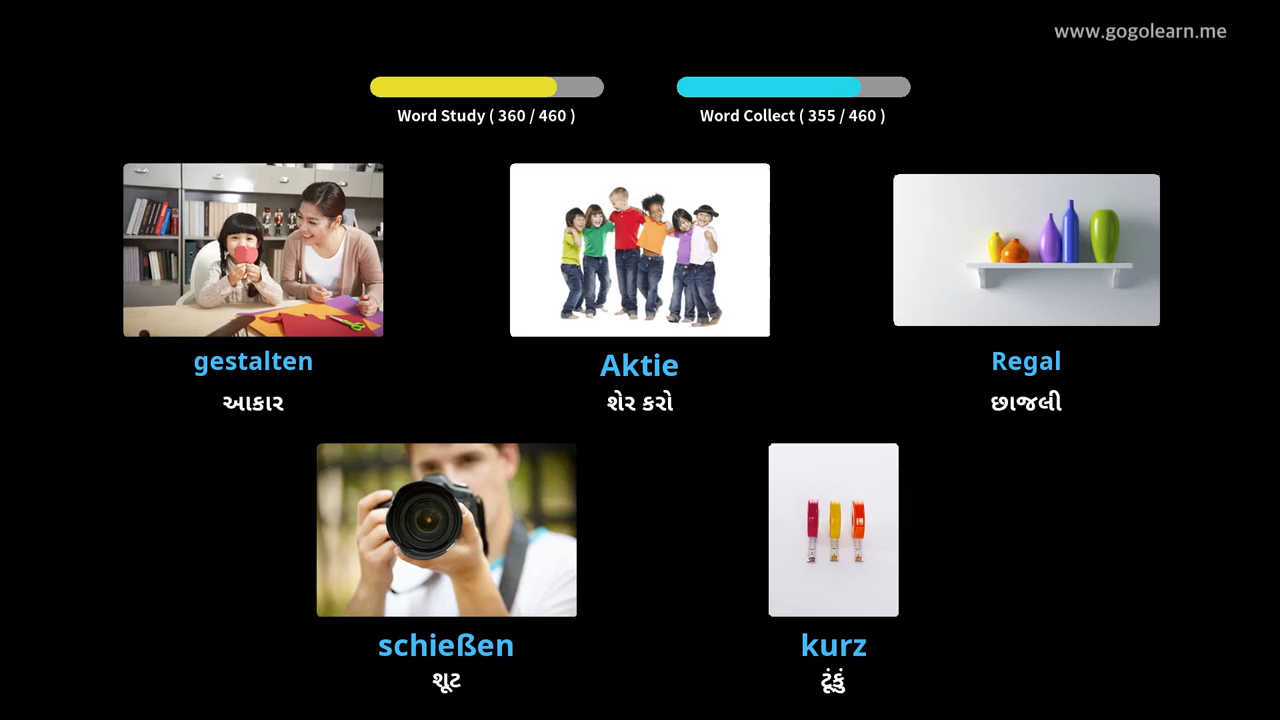 www.gogolearn.me
Word Study ( 360 / 460 )
Word Collect ( 355 / 460 )
gestalten
આકાર
Aktie
શેર કરો
Regal
છાજલી
schießen
શૂટ
kurz
ટૂંકું